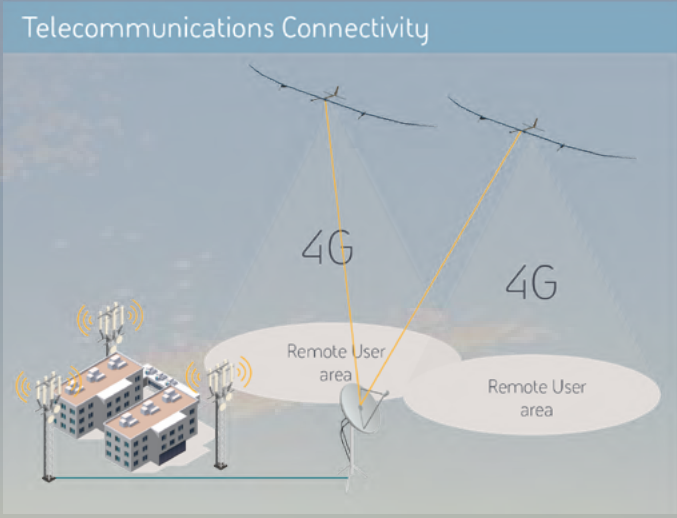 Telecommunications Connectivity
4G
4G
Remote User
area
Remote User
area